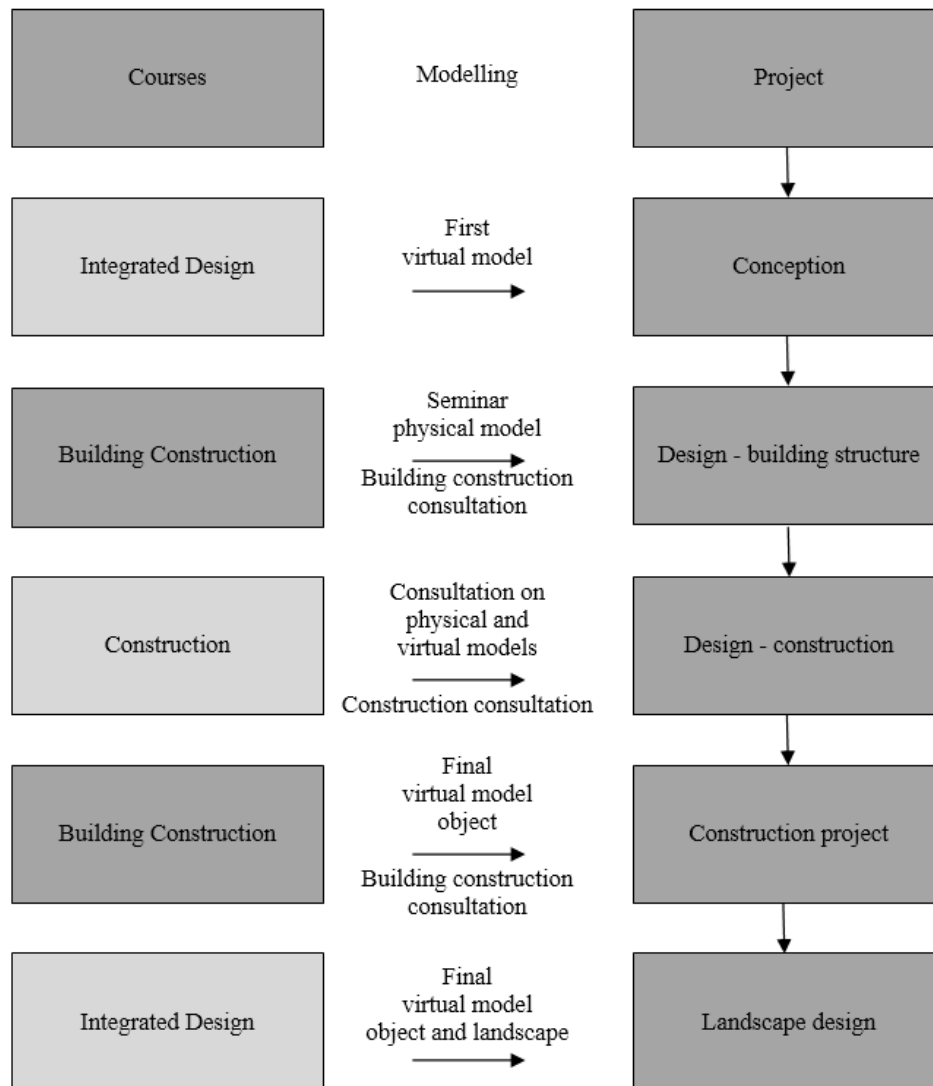 Courses
Modelling
Project
Integrated Design
First
virtual model
Conception
Building Construction
Seminar
physical model
Building construction
consultation
Design - building structure
Construction
Consultation on
physical and
virtual models
Construction consultation
Design - construction
Building Construction
Final
virtual model
object
Building construction
consultation
Construction project
Integrated Design
Final
virtual model
object and landscape
Landscape design